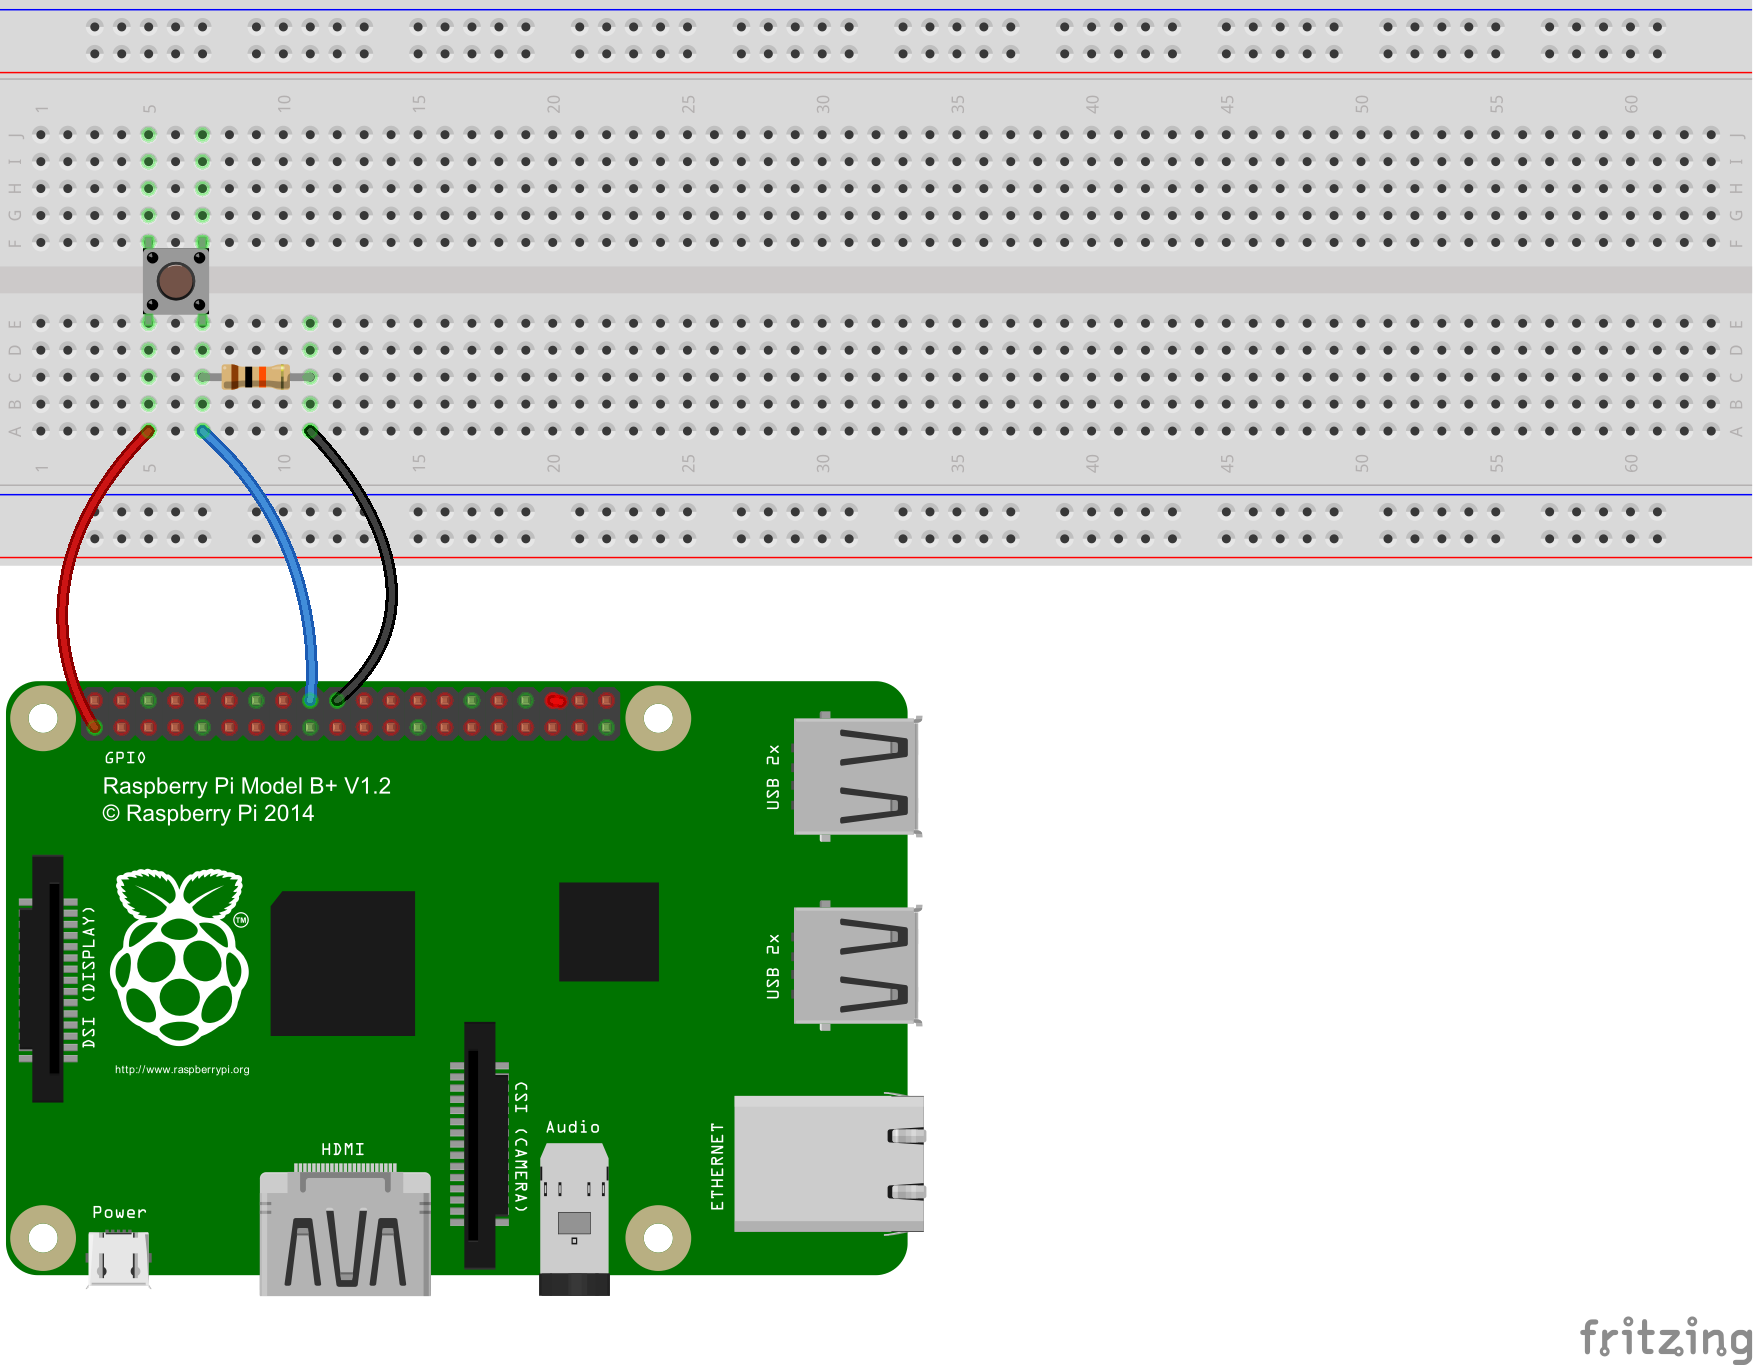 1 5 10 15 20 25 30 35 40 45 50 55 60
J J
I I
H H
G G
F F
E E
D D
C C
B B
A A
1 5 10 15 20 25 30 35 40 45 50 55 60
GPIO
Raspberry Pi Model B+ V1.2
© Raspberry Pi 2014
USB 2x
TM
DSI (DISPLAY)
USB 2x
http://www.raspberrypi.org
CSI (CAMERA)
Audio
ETHERNET
HDMI
Power
fritzing